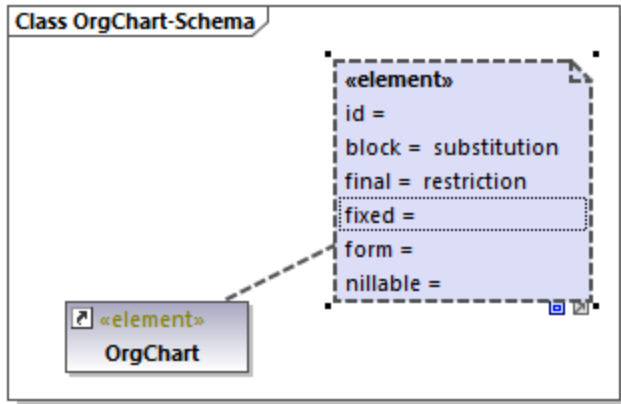 Class OrgChart-Schema
«element»
id =
block = substitution
final = restriction
fixed =
form =
nillable =
«element»
OrgChart